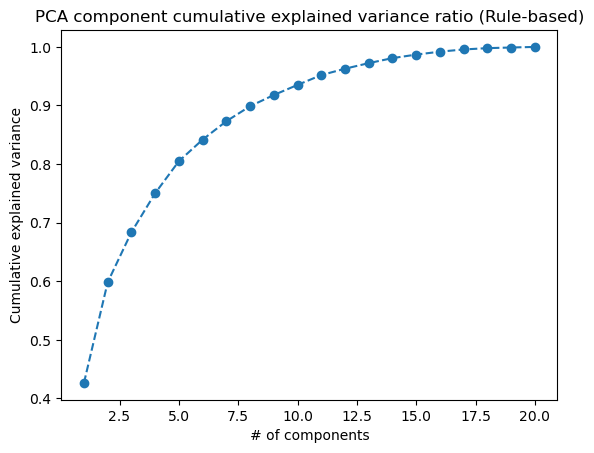 PCA component cumulative explained variance ratio (Rule-based)
1.0
0.9
0.8
0.7
0.6
0.5
0.4
Cumulative explained variance
2.5 5.0 7.5 10.0 12.5 15.0 17.5 20.0
# of components